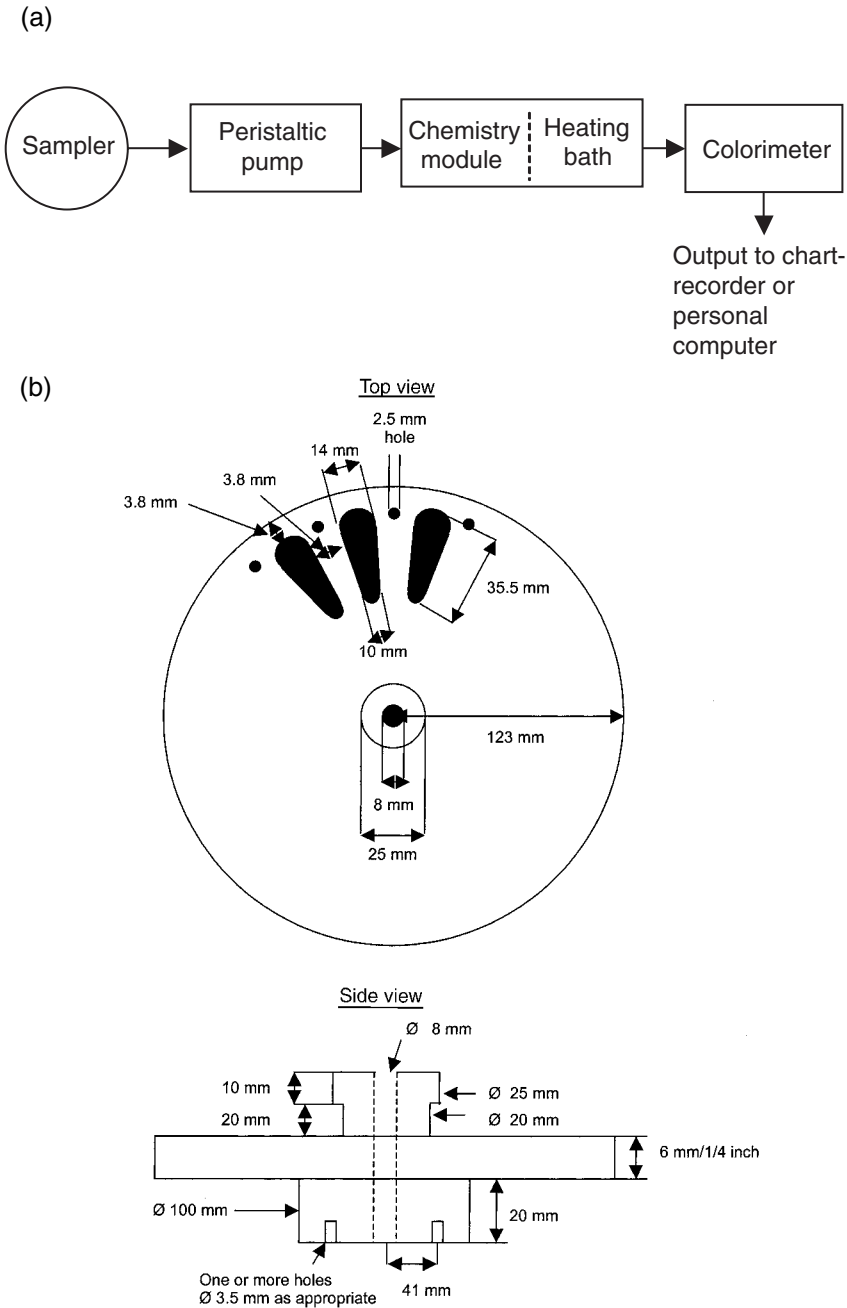 (a)
Sampler
Peristaltic
pump
Chemistry
module
Heating
bath
Colorimeter
Output to chart-
recorder or
personal
computer
(b)
Top view
2.5 mm
hole
14 mm
3.8 mm
3.8 mm
35.5 mm
10 mm
123 mm
8 mm
25 mm
Side view
Ø 8 mm
10 mm
Ø 25 mm
20 mm
Ø 20 mm
6 mm/1/4 inch
Ø 100 mm
20 mm
One or more holes
Ø 3.5 mm as appropriate
41 mm